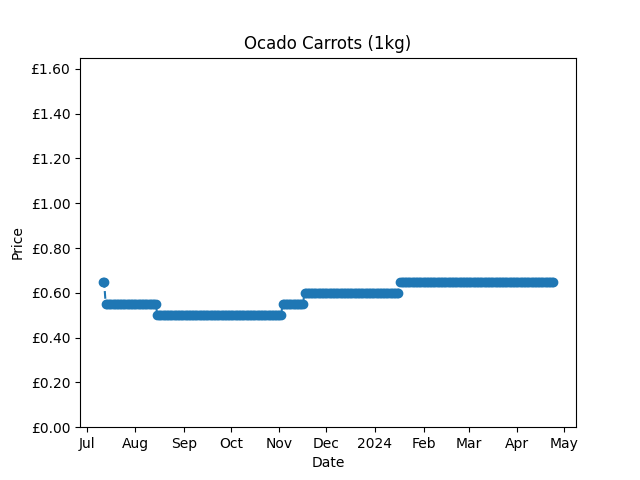 Ocado Carrots (1kg)
£1.60
£1.40
£1.20
£1.00
£0.80
£0.60
£0.40
£0.20
£0.00
Price
Jul Aug Sep Oct Nov Dec 2024 Feb Mar Apr May
Date